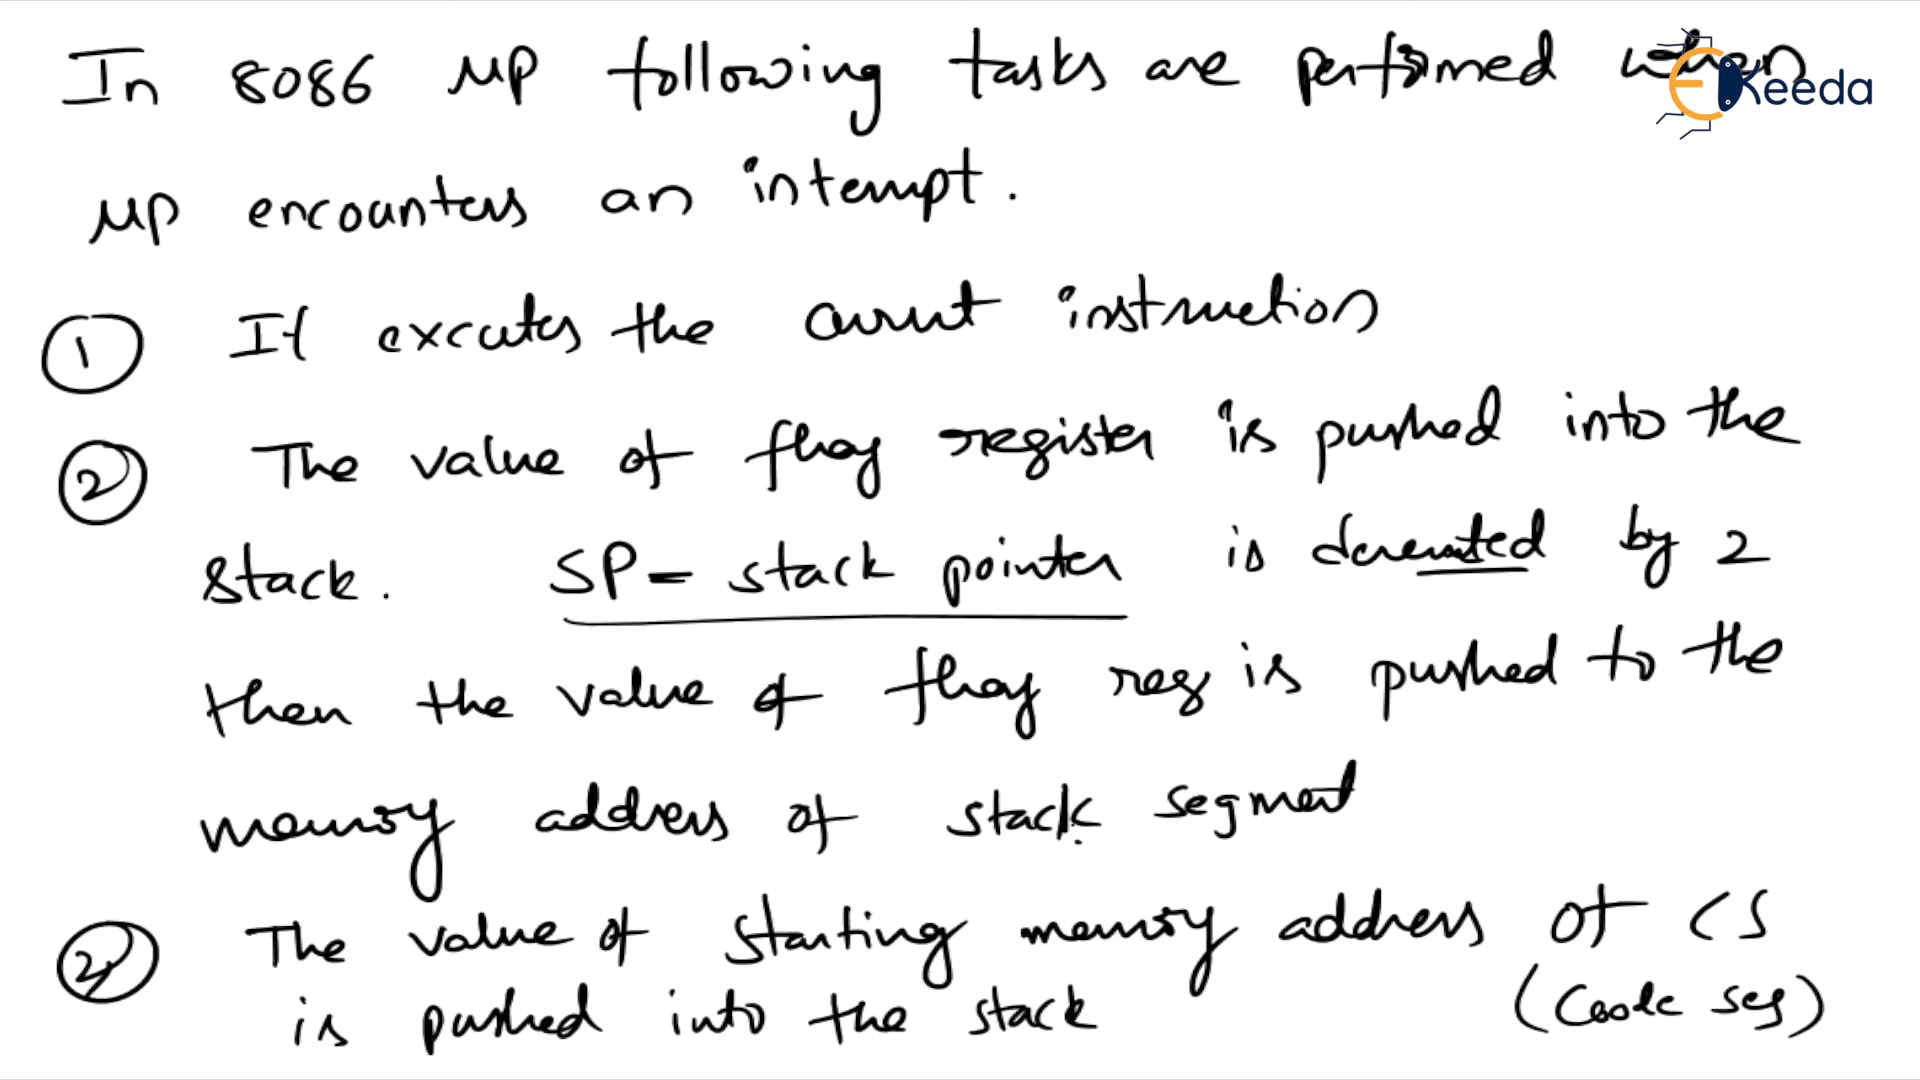 In 8086 μp following tasks are performed when
EKeeda
μp encounters an interrupt.
① It excutes the current instruction
② The value of flag register is pushed into the
stack. SP = stack pointer is decremented by 2
then the value of flag reg is pushed to the
memory address of stack segment
② The value of starting memory address of CS
is pushed into the stack (Code seg)